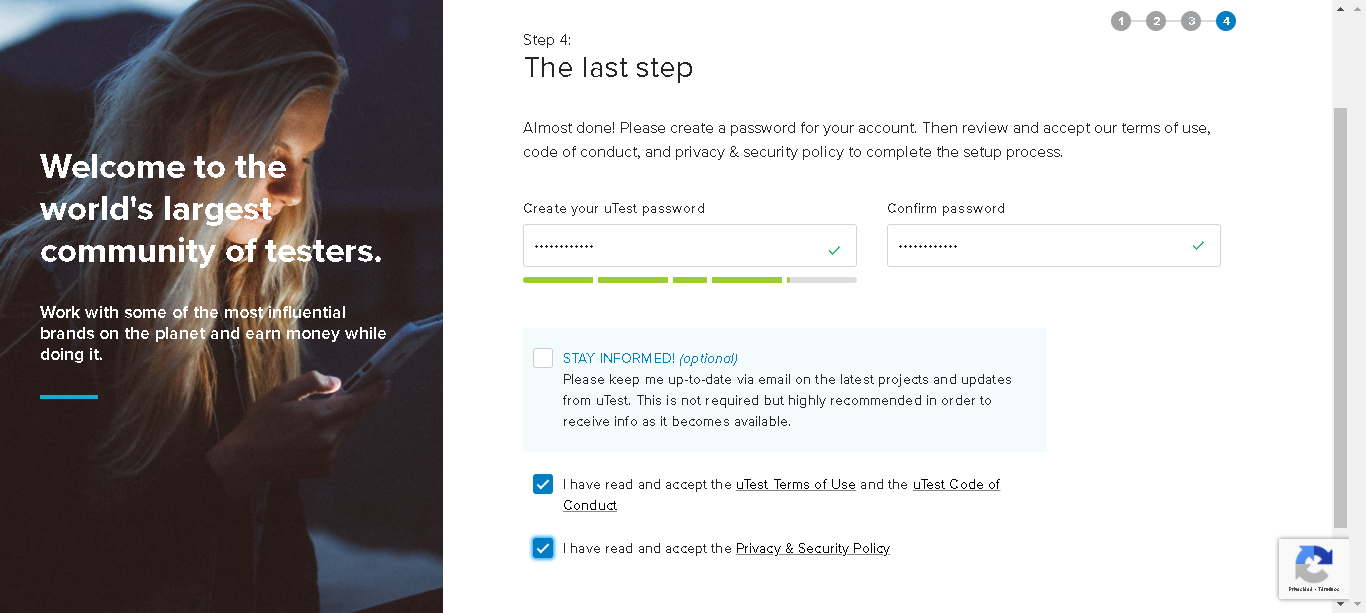 Welcome to the
world's largest
community of testers.
Work with some of the most influential
brands on the planet and earn money while
doing it.
1 2 3 4
Step 4:
The last step
Almost done! Please create a password for your account. Then review and accept our terms of use,
code of conduct, and privacy & security policy to complete the setup process.
Create your uTest password
Confirm password
••••••••••••
••••••••••••
STAY INFORMED! (optional)
Please keep me up-to-date via email on the latest projects and updates
from uTest. This is not required but highly recommended in order to
receive info as it becomes available.
I have read and accept the uTest Terms of Use and the uTest Code of
Conduct
I have read and accept the Privacy & Security Policy